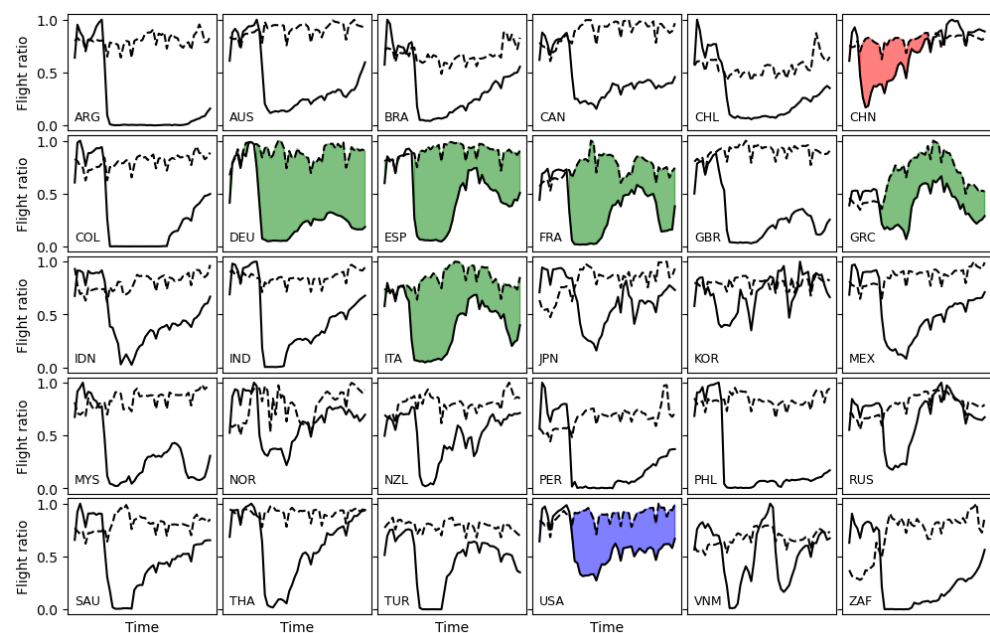 Flight ratio 1.0 0.5 0.0 ARG AUS BRA CAN CHL CHN
Flight ratio 1.0 0.5 0.0 COL DEU ESP FRA GBR GRC
Flight ratio 1.0 0.5 0.0 IDN IND ITA JPN KOR MEX
Flight ratio 1.0 0.5 0.0 MYS NOR NZL PER PHL RUS
Flight ratio 1.0 0.5 0.0 SAU THA TUR USA VNM ZAF
Time Time Time Time Time Time